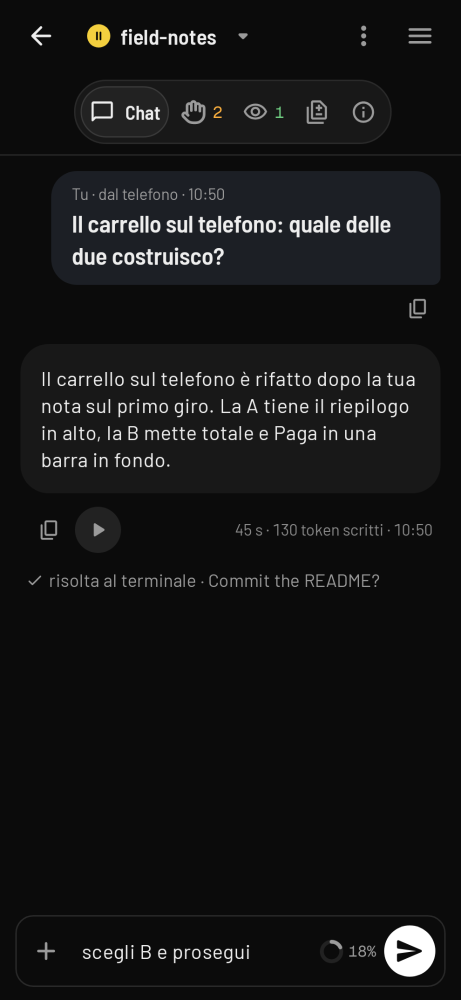 field-notes
Chat
2
1
Tu · dal telefono · 10:50
Il carrello sul telefono: quale delle
due costruisco?
Il carrello sul telefono è rifatto dopo la tua
nota sul primo giro. La A tiene il riepilogo
in alto, la B mette totale e Paga in una
barra in fondo.
45 s · 130 token scritti · 10:50
risolta al terminale · Commit the README?
scegli B e prosegui
18%